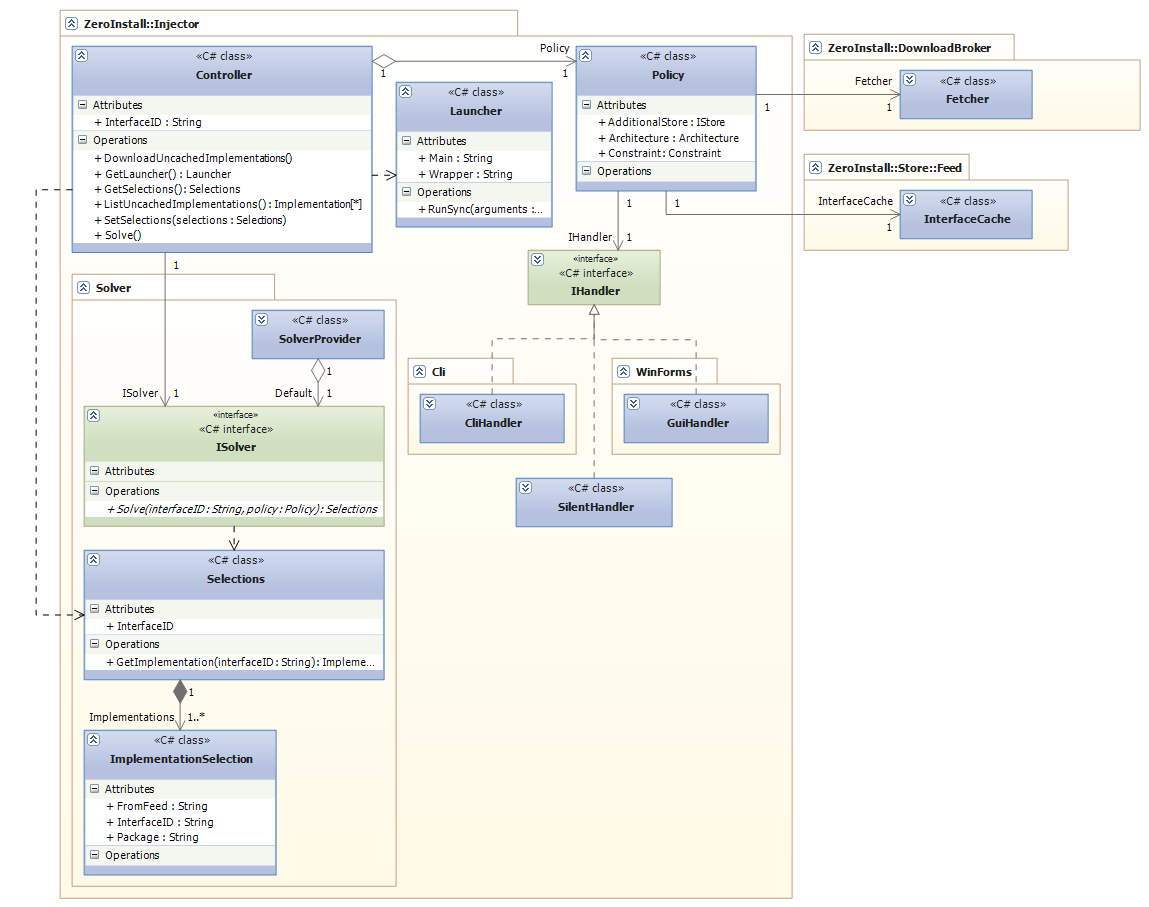 ZeroInstall::Injector
«C# class»
Controller
Attributes
+ InterfaceID : String
Operations
+ DownloadUncachedImplementations()
+ GetLauncher() : Launcher
+ GetSelections() : Selections
+ ListUncachedImplementations() : Implementation[*]
+ SetSelections(selections : Selections)
+ Solve()
1
Policy
1
«C# class»
Launcher
Attributes
+ Main : String
+ Wrapper : String
Operations
+ RunSync(arguments :...
«C# class»
Policy
Attributes
+ AdditionalStore : IStore
+ Architecture : Architecture
+ Constraint : Constraint
Operations
ZeroInstall::DownloadBroker
Fetcher
1
1
«C# class»
Fetcher
ZeroInstall::Store::Feed
InterfaceCache
1
1
«C# class»
InterfaceCache
1
IHandler
1
«interface»
«C# interface»
IHandler
1
Solver
«C# class»
SolverProvider
1
ISolver
1
Default
1
«interface»
«C# interface»
ISolver
Attributes
Operations
+ Solve(interfaceID : String, policy : Policy) : Selections
Cli
«C# class»
CliHandler
WinForms
«C# class»
GuiHandler
«C# class»
SilentHandler
«C# class»
Selections
Attributes
+ InterfaceID
Operations
+ GetImplementation(interfaceID : String) : Impleme...
1
Implementations
1..*
«C# class»
ImplementationSelection
Attributes
+ FromFeed : String
+ InterfaceID : String
+ Package : String
Operations